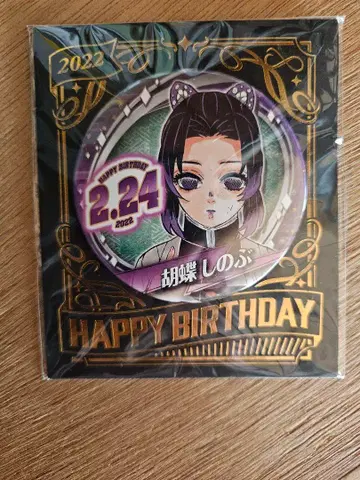 2022
HAPPY BIRTHDAY
2.24
2022
胡蝶 しのぶ
HAPPY BIRTHDAY